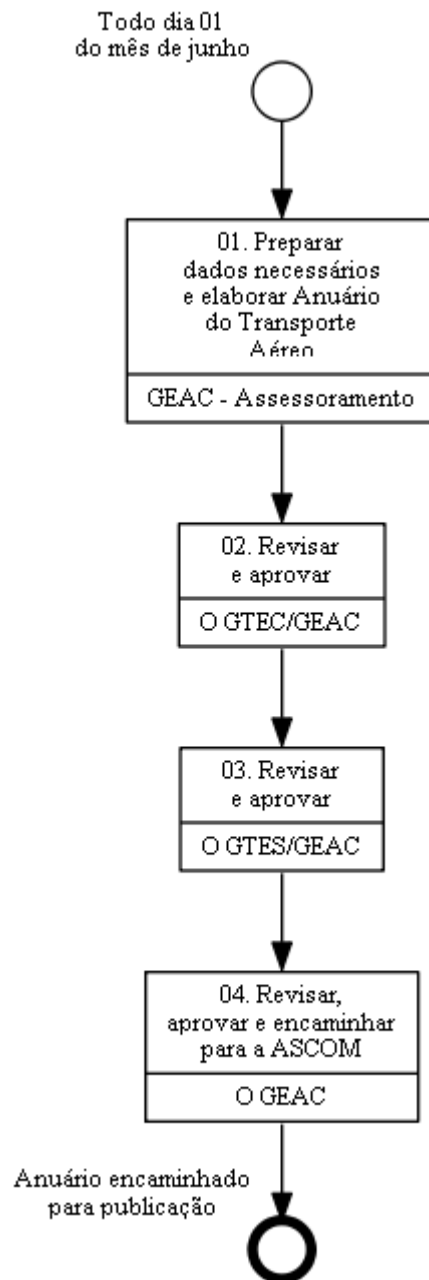 Todo dia 01
do mês de junho
01. Preparar
dados necessários
e elaborar Anuário
do Transporte
Aéreo
GEAC - Assessoramento
02. Revisar
e aprovar
O GTEC/GEAC
03. Revisar
e aprovar
O GTES/GEAC
04. Revisar,
aprovar e encaminhar
para a ASCOM
O GEAC
Anuário encaminhado
para publicação